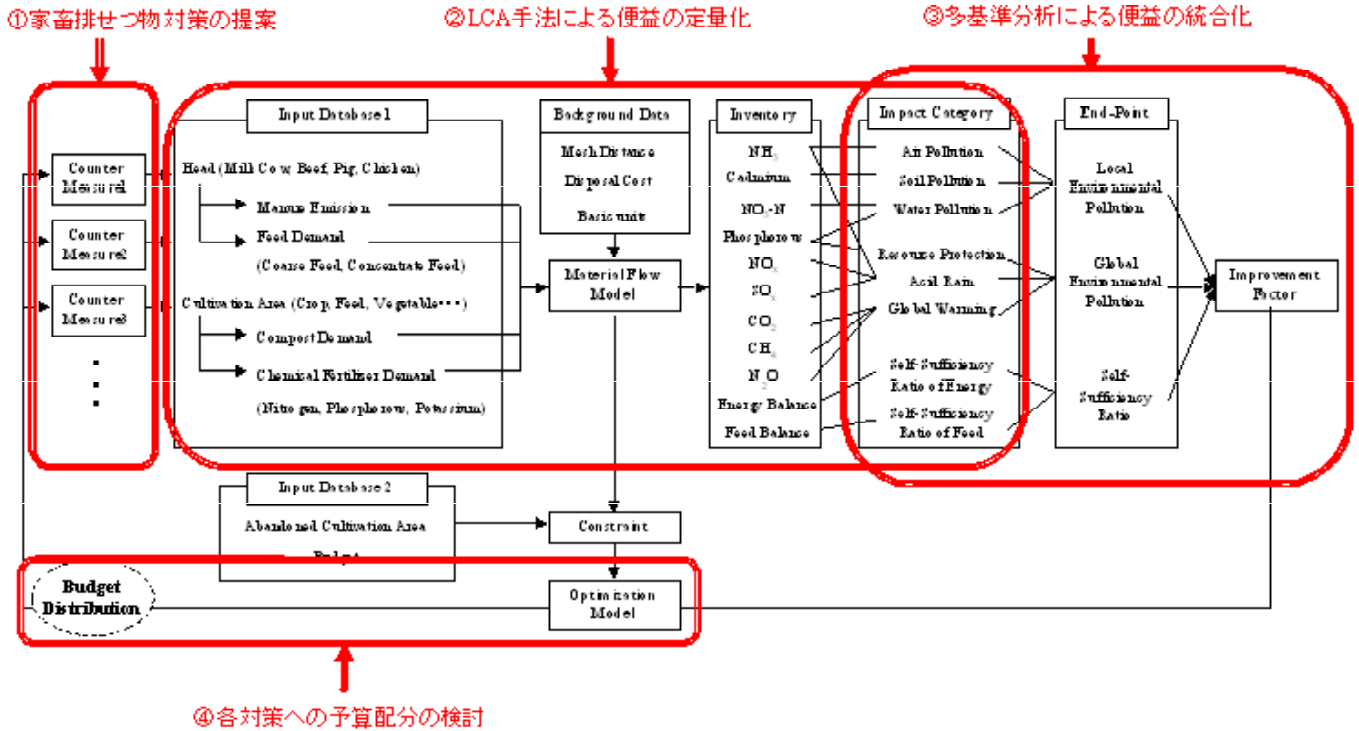 ①家畜排せつ物対策の提案
②LCA手法による便益の定量化
③多基準分析による便益の統合化
Counter
Measure1
Counter
Measure2
Counter
Measure3
Input Database 1
Head (Milk Cow, Beef, Pig, Chicken)
Manure Emission
Feed Demand
(Coarse Feed, Concentrate Feed)
Cultivation Area (Crop, Feed, Vegetable･･･)
Compost Demand
Chemical Fertilizer Demand
(Nitrogen, Phosphorous, Potassium)
Background Data
Mesh Distance
Disposal Cost
Basic units
Material Flow
Model
Inventory
NH₃
Cadmium
NO₃-N
Phosphorous
NOₓ
SOₓ
CO₂
CH₄
N₂O
Energy Balance
Feed Balance
Impact Category
Air Pollution
Soil Pollution
Water Pollution
Resource Protection
Acid Rain
Global Warming
Self-Sufficiency
Ratio of Energy
Self-Sufficiency
Ratio of Feed
End-Point
Local
Environmental
Pollution
Global
Environmental
Pollution
Self-
Sufficiency
Ratio
Improvement
Factor
Input Database 2
Abandoned Cultivation Area
Budget
Constraint
Budget
Distribution
Optimization
Model
④各対策への予算配分の検討